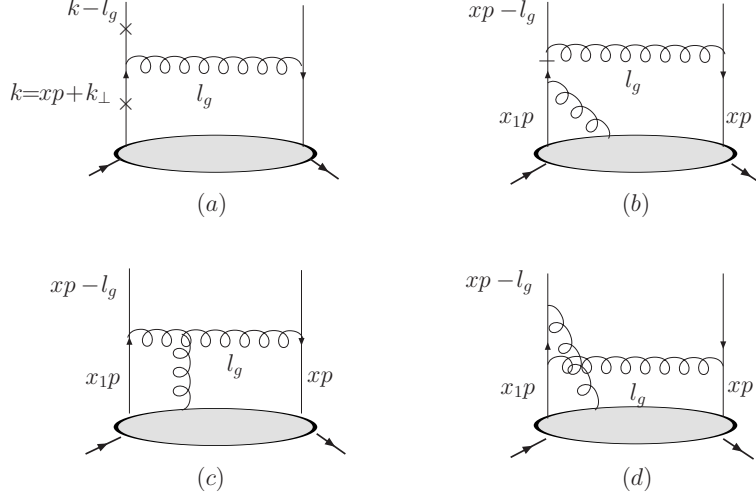 k−l_g
k=xp+k_⊥
l_g
(a)
xp−l_g
l_g
x_1p
xp
(b)
xp−l_g
l_g
x_1p
xp
(c)
xp−l_g
x_1p
l_g
xp
(d)